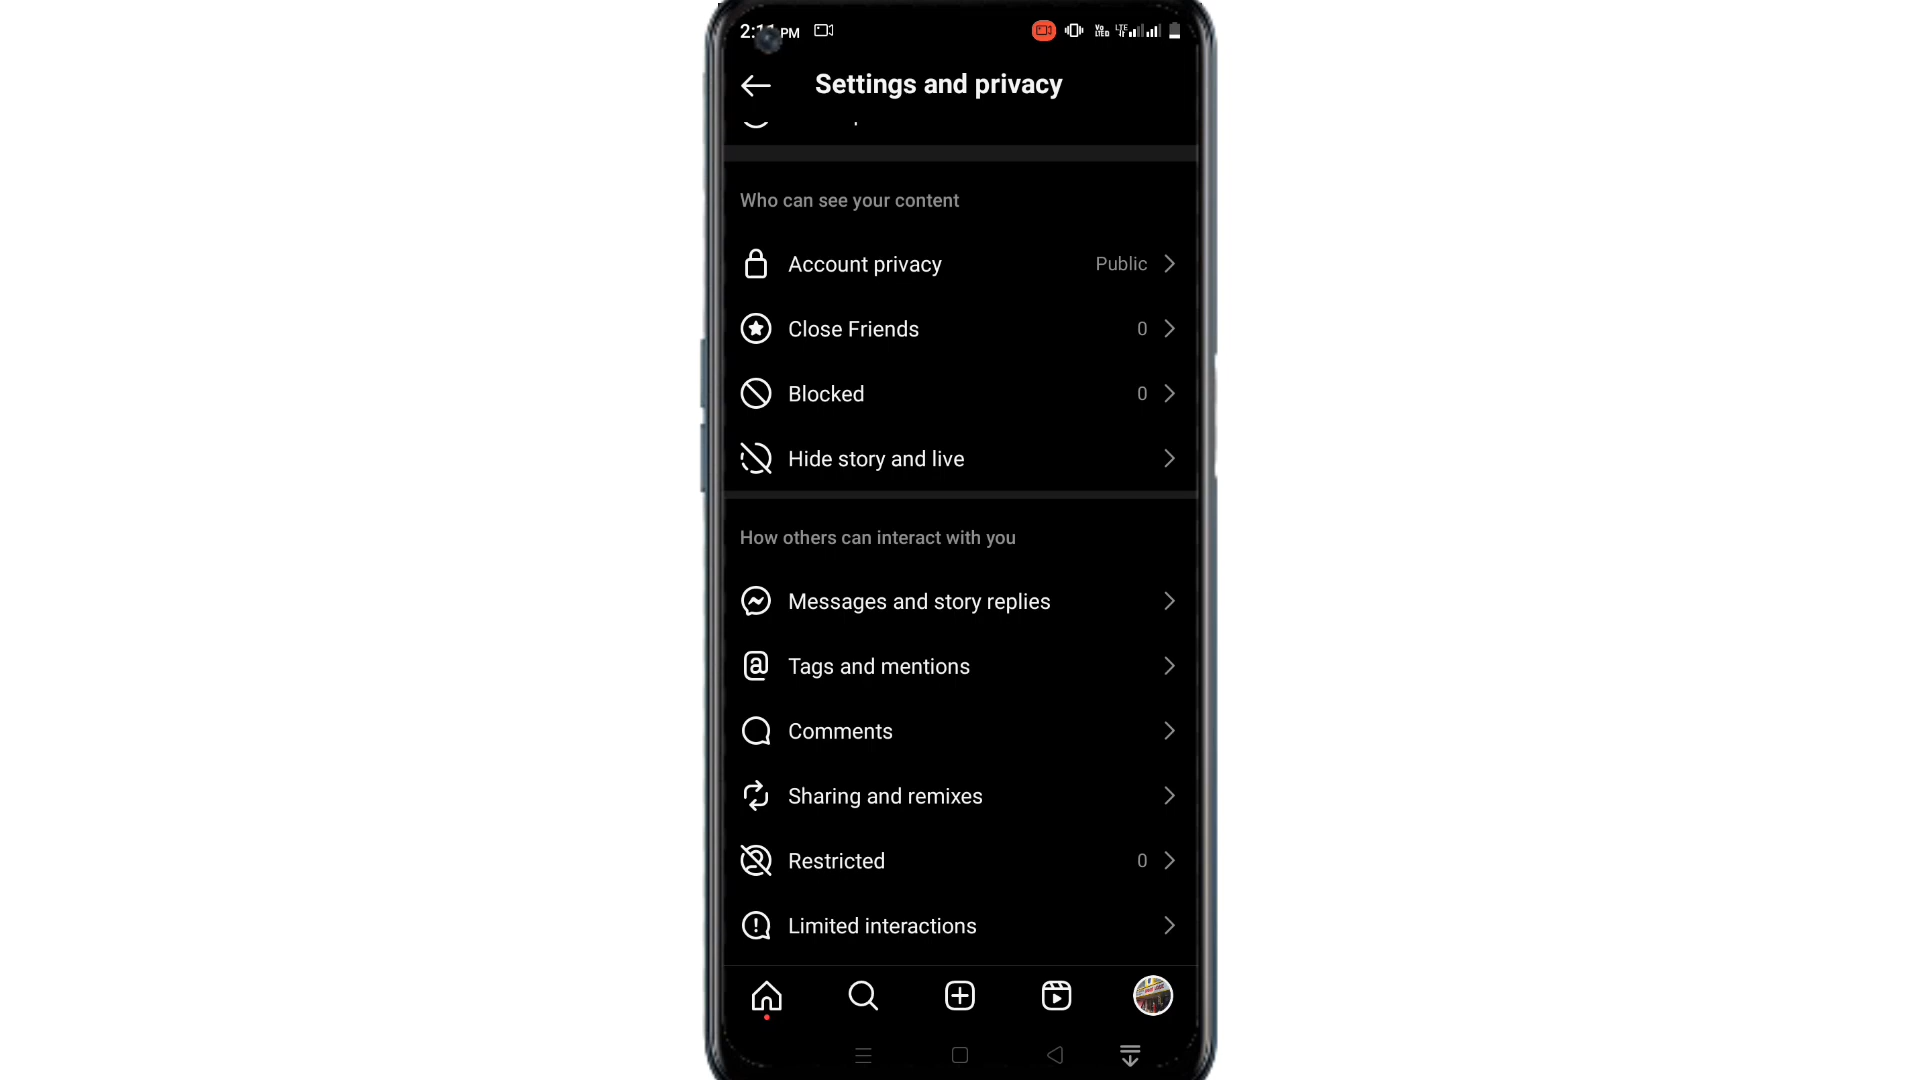 PM
Settings and privacy
Who can see your content
Account privacy Public
Close Friends 0
Blocked 0
Hide story and live
How others can interact with you
Messages and story replies
Tags and mentions
Comments
Sharing and remixes
Restricted 0
Limited interactions